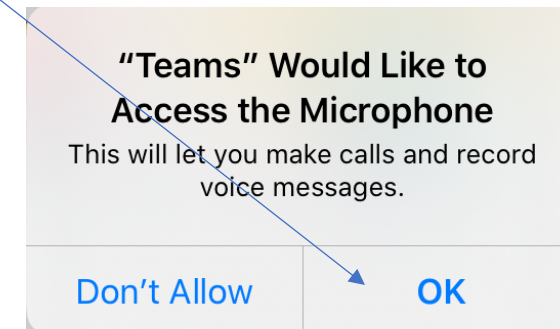 “Teams” Would Like to
Access the Microphone
This will let you make calls and record
voice messages.
Don’t Allow
OK